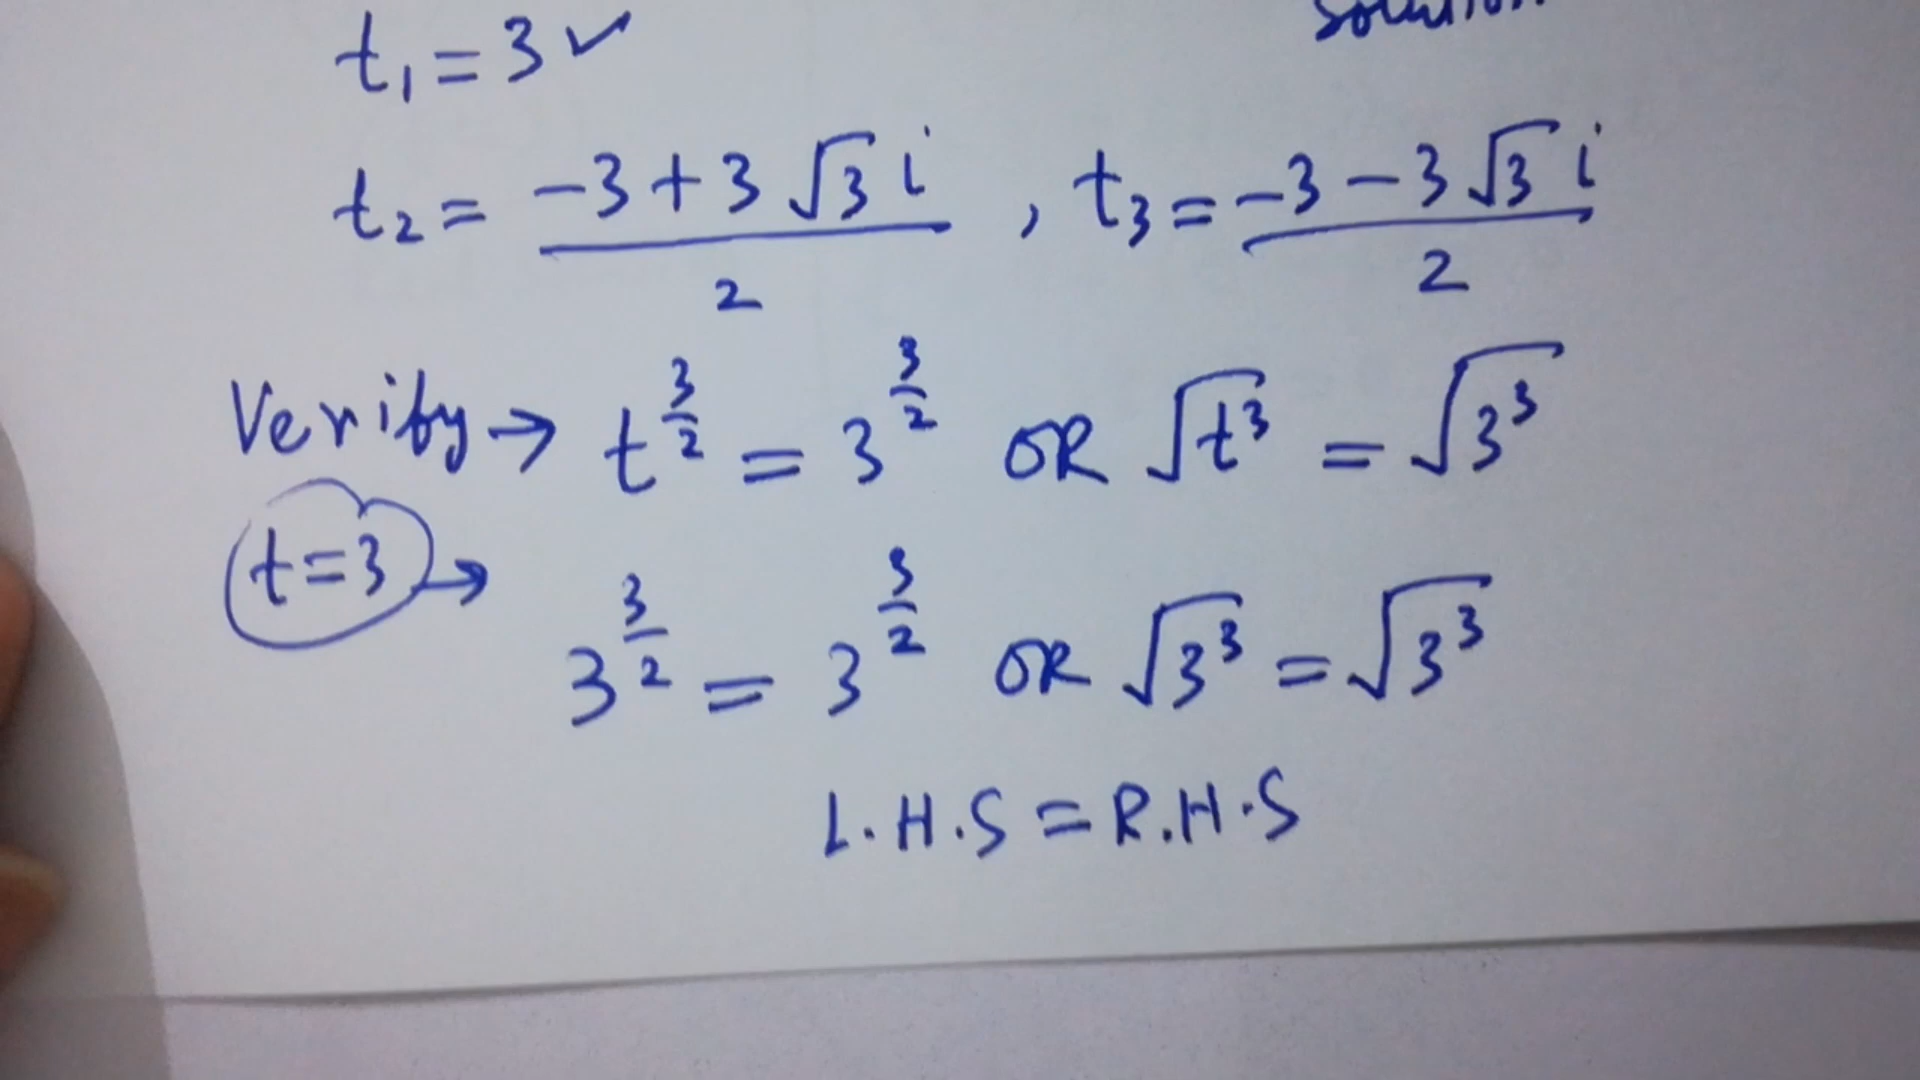 t₁ = 3 ✓ solution
t₂ = (-3 + 3√3 i)/2 , t₃ = (-3 - 3√3 i)/2
Verify → t^(3/2) = 3^(3/2) OR √(t³) = √(3³)
t=3 →
3^(3/2) = 3^(3/2) OR √(3³) = √(3³)
L.H.S = R.H.S